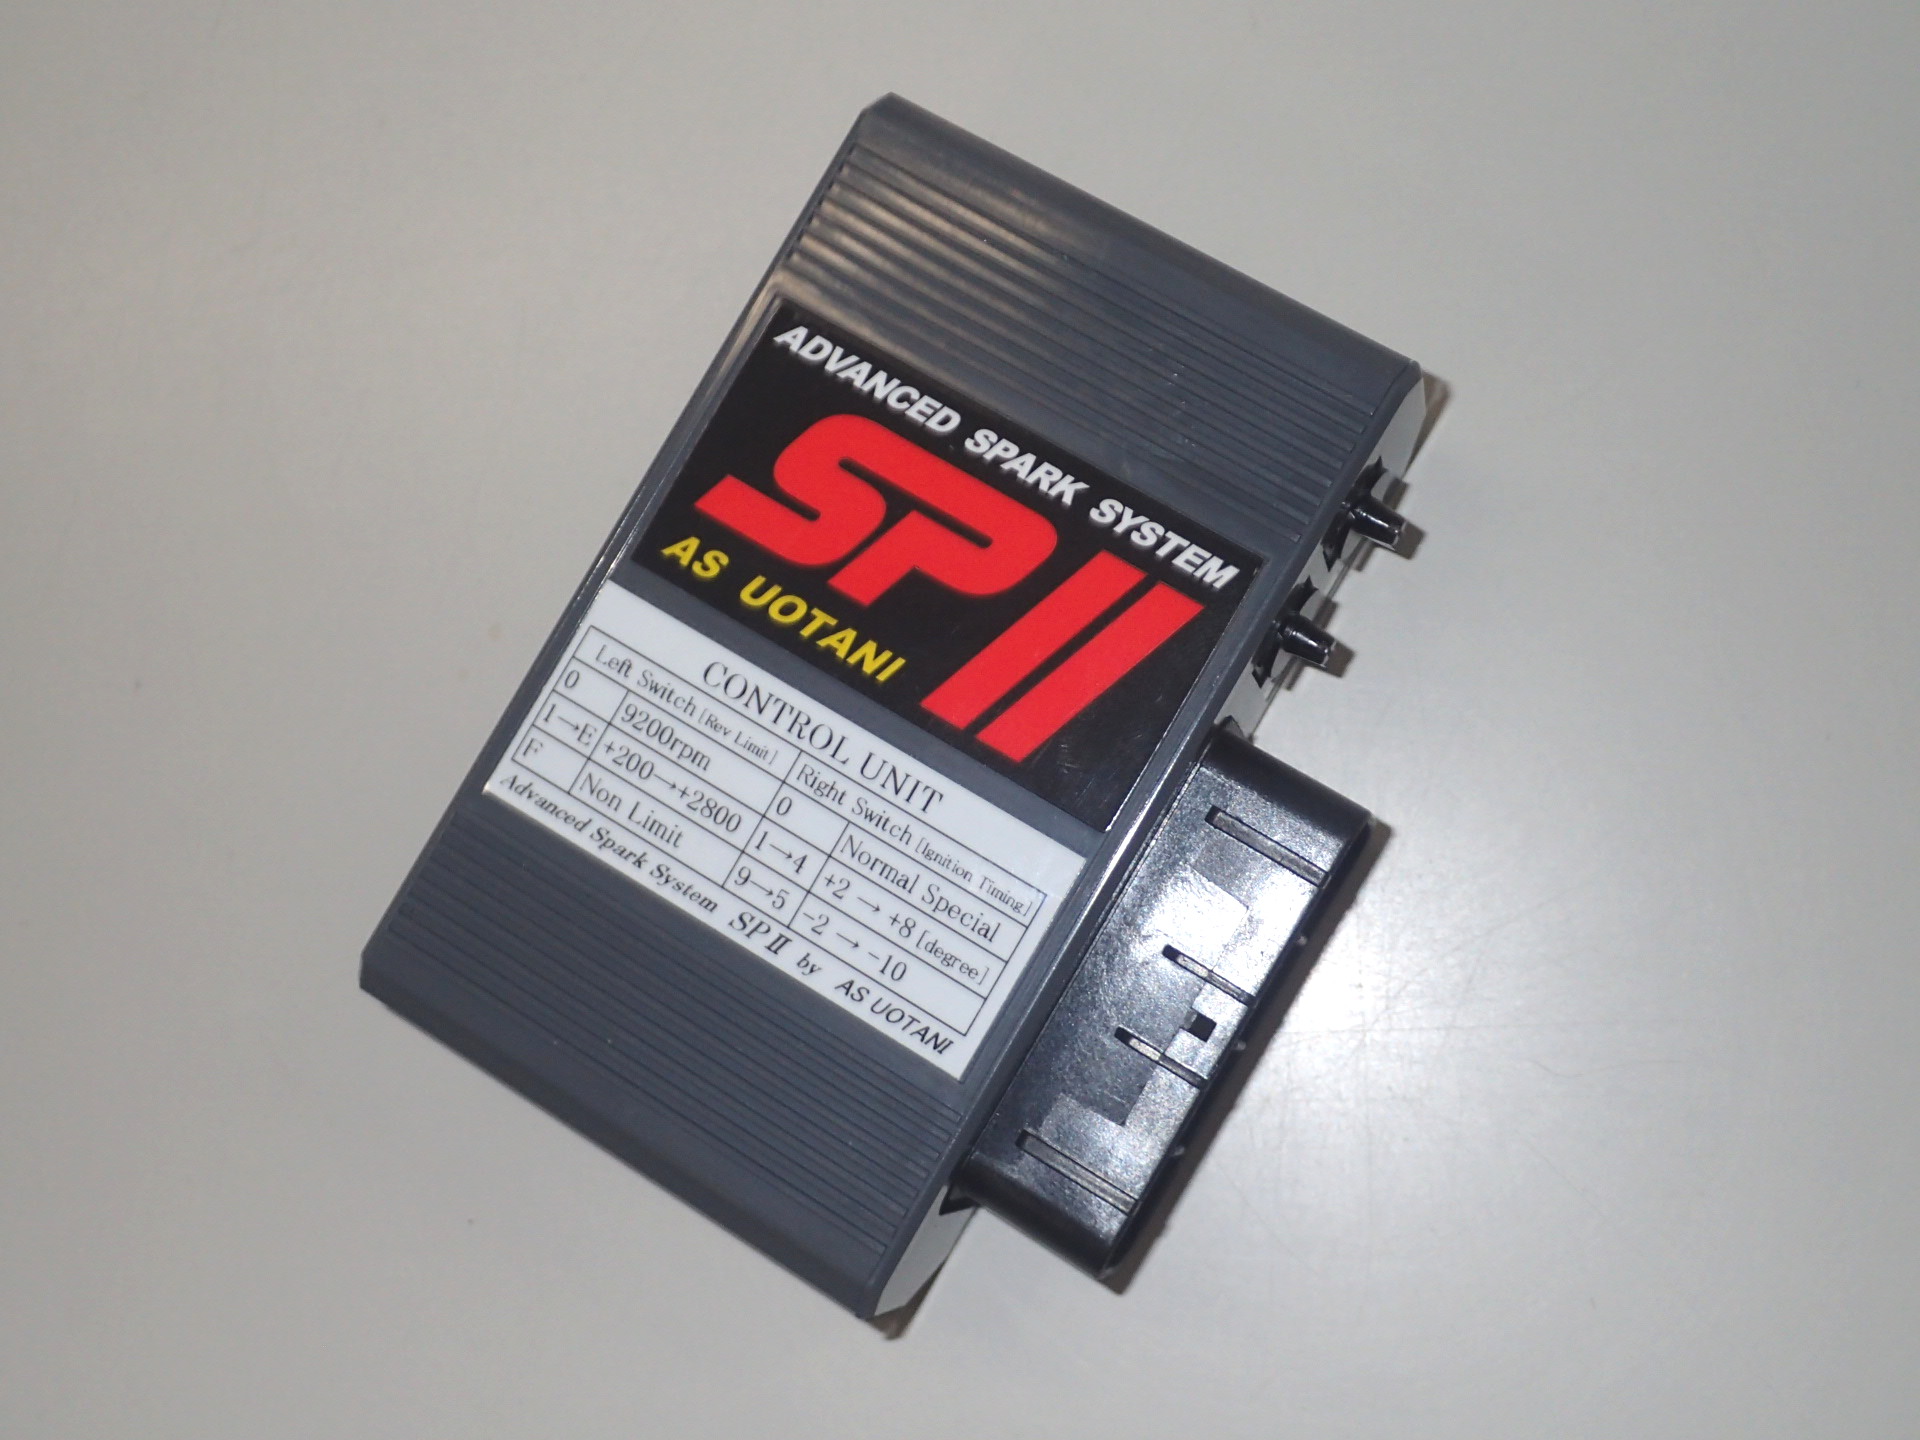 ADVANCED SPARK SYSTEM
SPII
AS UOTANI
CONTROL UNIT
Left Switch [Rev Limit] Right Switch [Ignition Timing]
0 9200rpm 0 Normal Special
1→E +200→+2800 1→4 +2 → +8 [degree]
F Non Limit 9→5 -2 → -10
Advanced Spark System SPⅡ by AS UOTANI